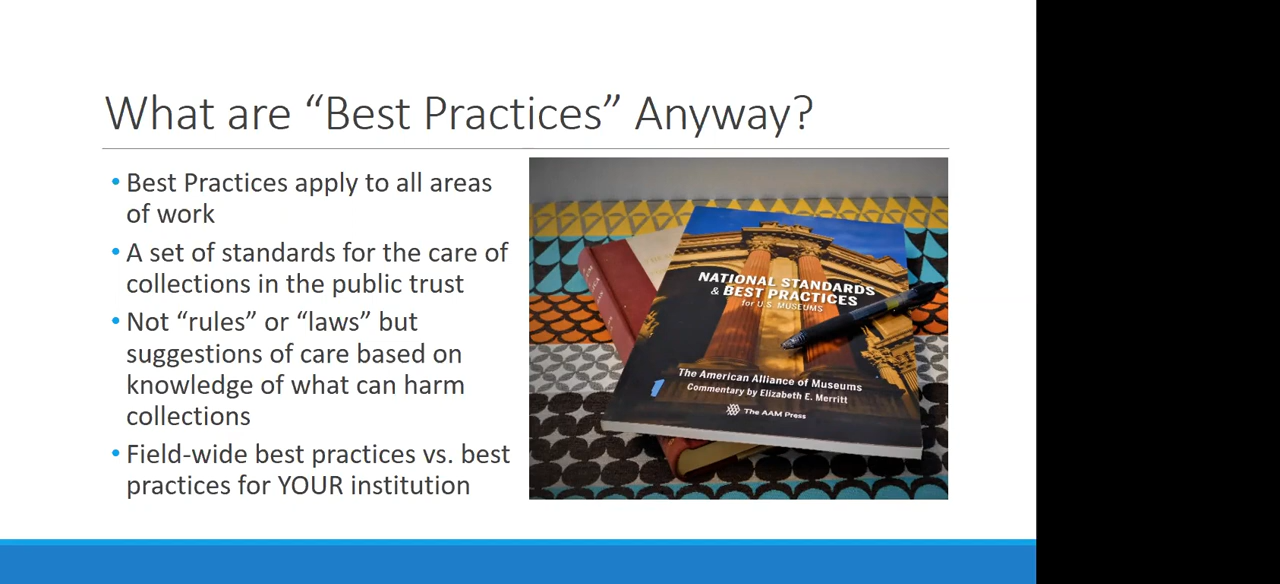 What are “Best Practices” Anyway?
• Best Practices apply to all areas
of work
• A set of standards for the care of
collections in the public trust
• Not “rules” or “laws” but
suggestions of care based on
knowledge of what can harm
collections
• Field-wide best practices vs. best
practices for YOUR institution
NATIONAL STANDARDS
& BEST PRACTICES
for U.S. MUSEUMS
The American Alliance of Museums
Commentary by Elizabeth E. Merritt
The AAM Press